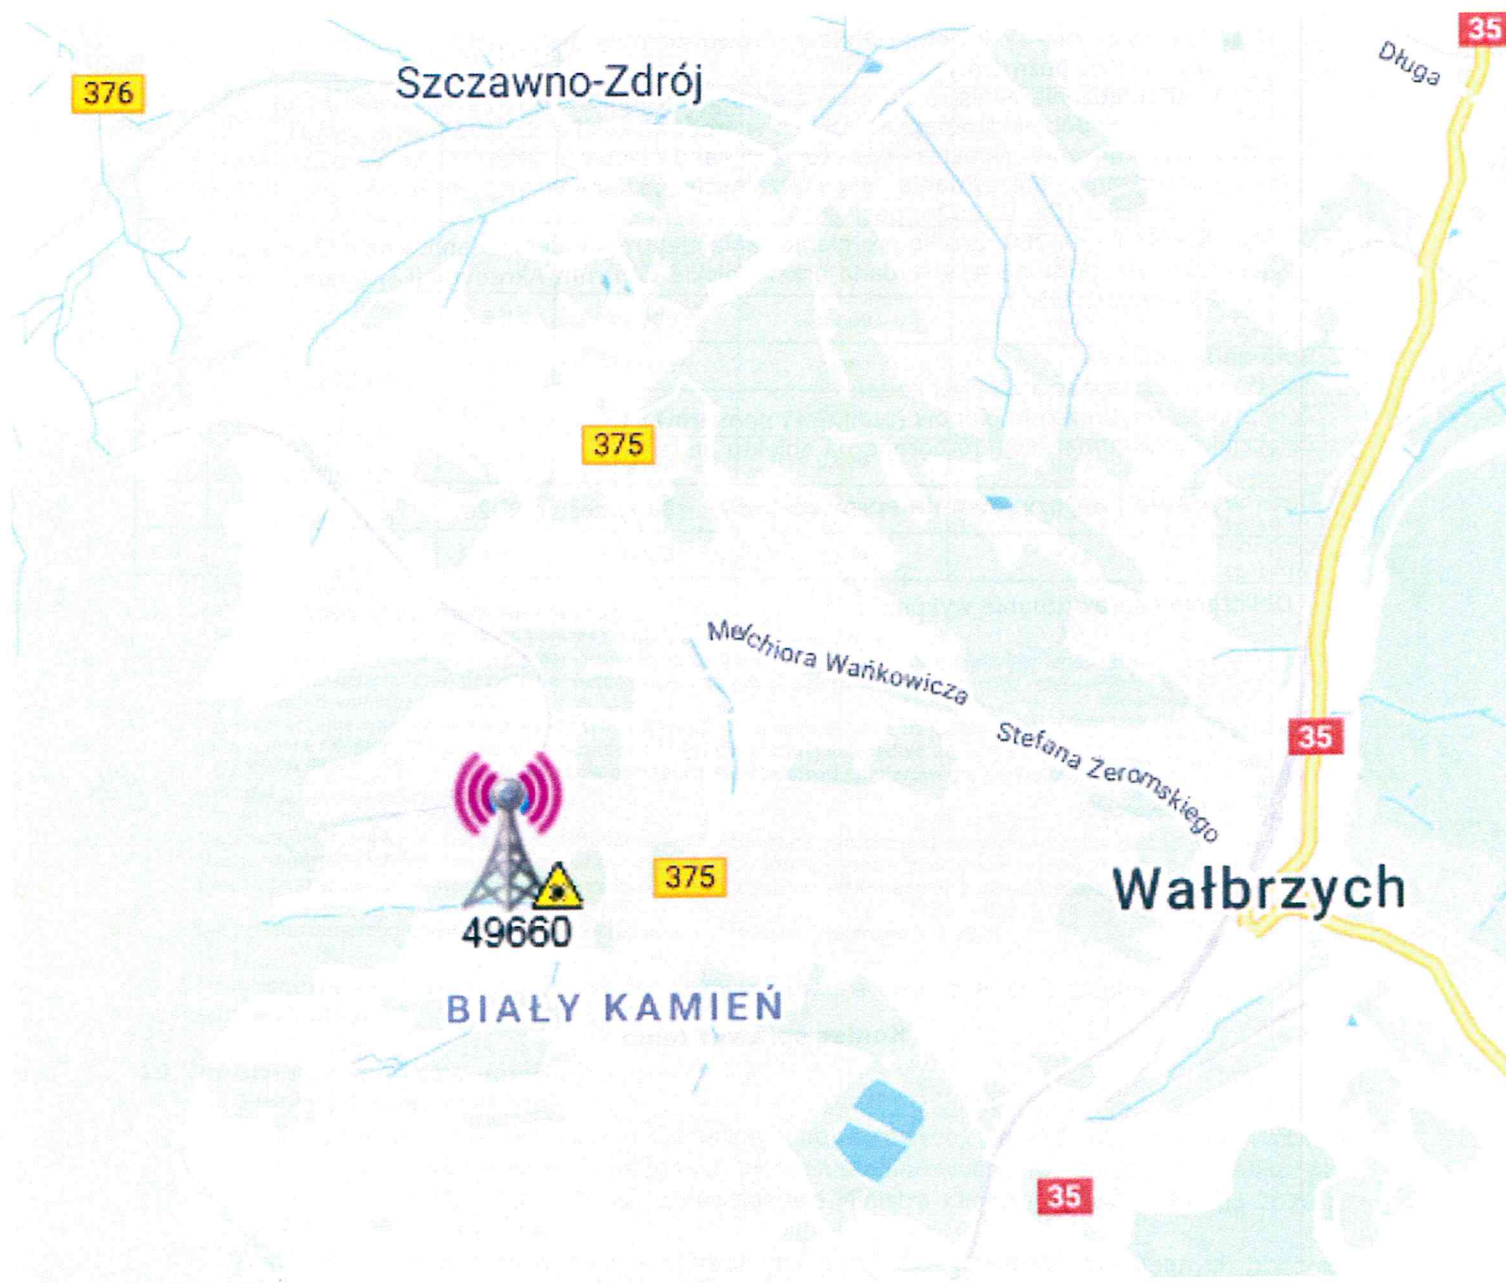 35
Długa
Szczawno-Zdrój
376
375
Melchiora Wańkowicza
Stefana Żeromskiego
35
375
Wałbrzych
49660
BIAŁY KAMIEŃ
35